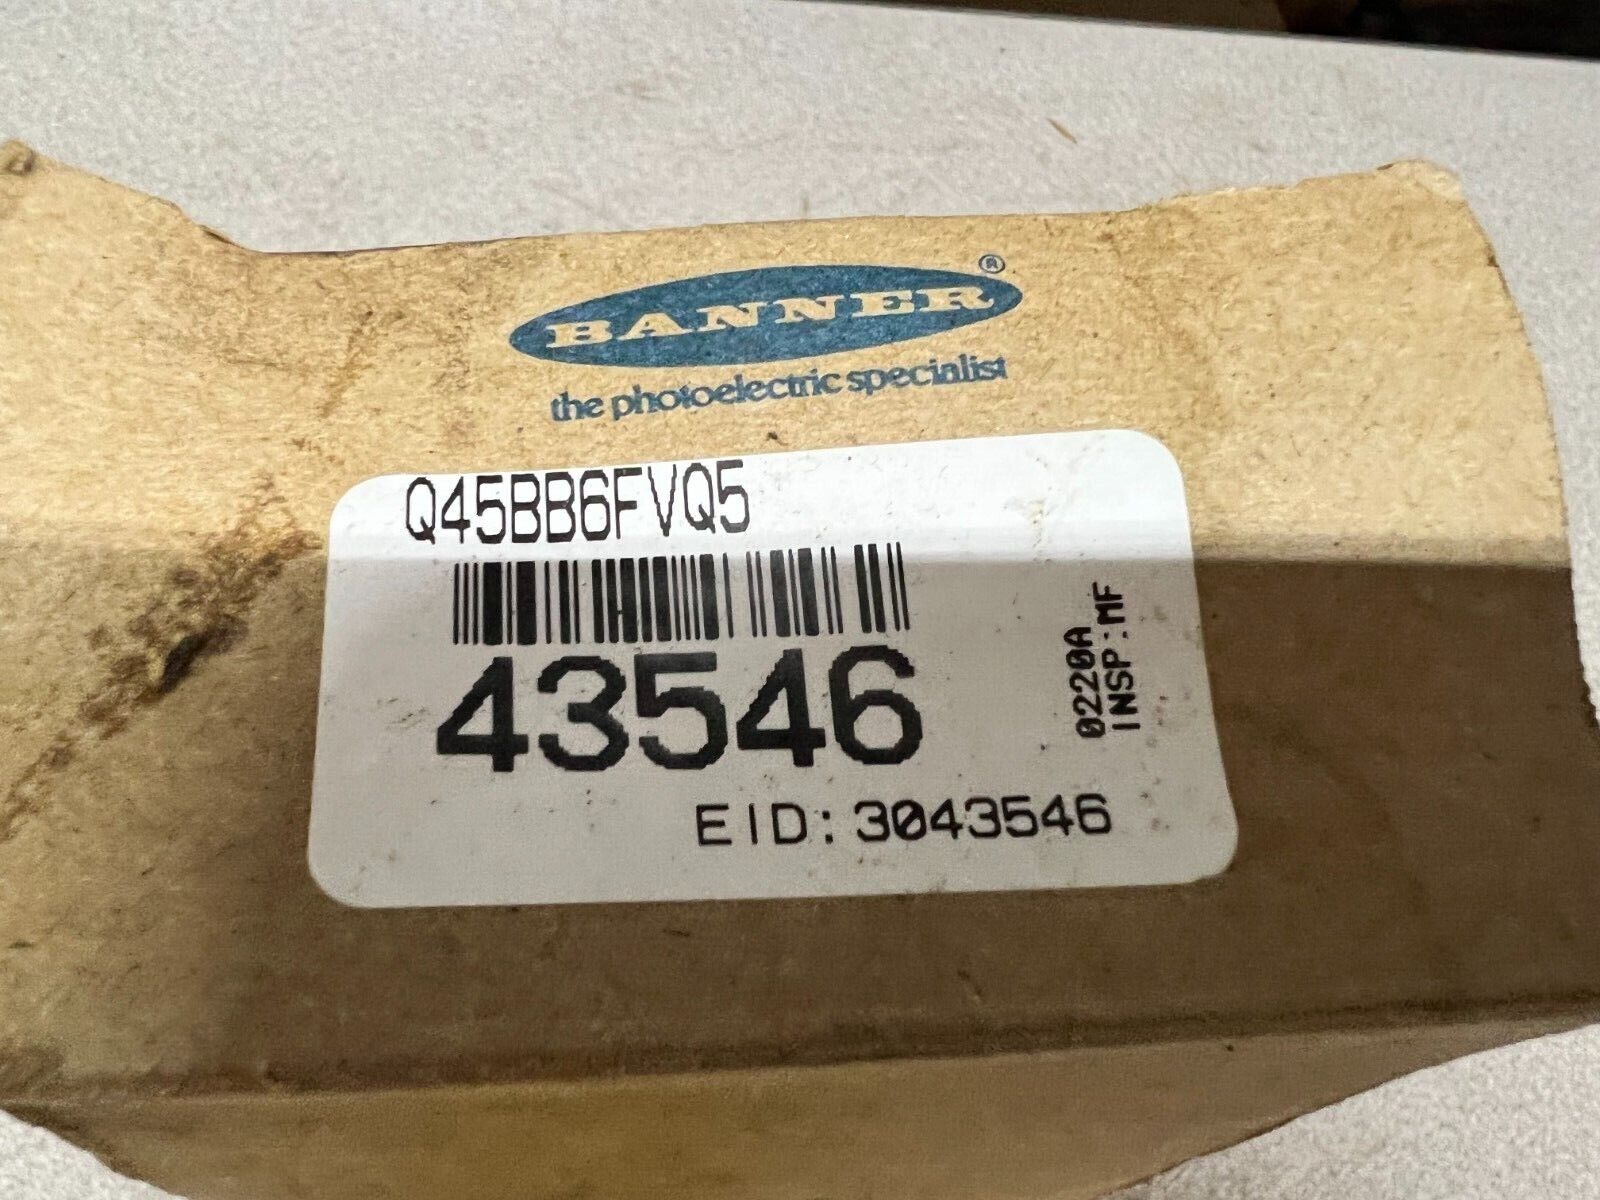 BANNER®
the photoelectric specialist
Q45BB6FVQ5
43546
EID: 3043546
0220A
INSP: MF